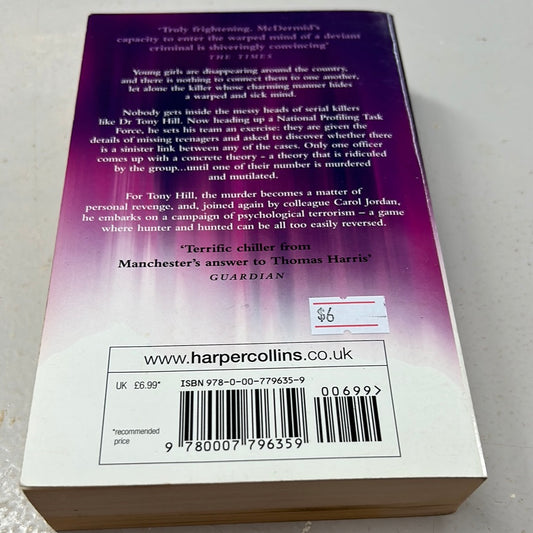 'Truly frightening. McDermid's
capacity to enter the warped mind of a deviant
criminal is shiveringly convincing'
THE TIMES
Young girls are disappearing around the country,
and there is nothing to connect them to one another,
let alone the killer whose charming manner hides
a warped and sick mind.
Nobody gets inside the messy heads of serial killers
like Dr Tony Hill. Now heading up a National Profiling Task
Force, he sets his team an exercise: they are given the
details of missing teenagers and asked to discover whether there
is a sinister link between any of the cases. Only one officer
comes up with a concrete theory – a theory that is ridiculed
by the group...until one of their number is murdered
and mutilated.
For Tony Hill, the murder becomes a matter of
personal revenge, and, joined again by colleague Carol Jordan,
he embarks on a campaign of psychological terrorism – a game
where hunter and hunted can be all too easily reversed.
'Terrific chiller from
Manchester's answer to Thomas Harris'
GUARDIAN
$6
www.harpercollins.co.uk
UK £6.99*
ISBN 978-0-00-779635-9
00699>
*recommended
price
9 780007 796359